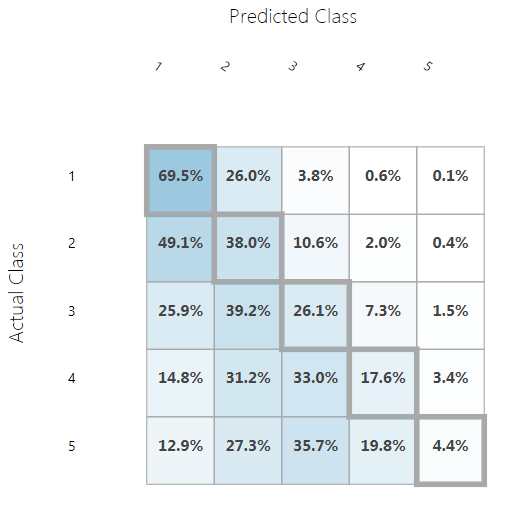 Predicted Class
1 2 3 4 5
Actual Class
1 69.5% 26.0% 3.8% 0.6% 0.1%
2 49.1% 38.0% 10.6% 2.0% 0.4%
3 25.9% 39.2% 26.1% 7.3% 1.5%
4 14.8% 31.2% 33.0% 17.6% 3.4%
5 12.9% 27.3% 35.7% 19.8% 4.4%